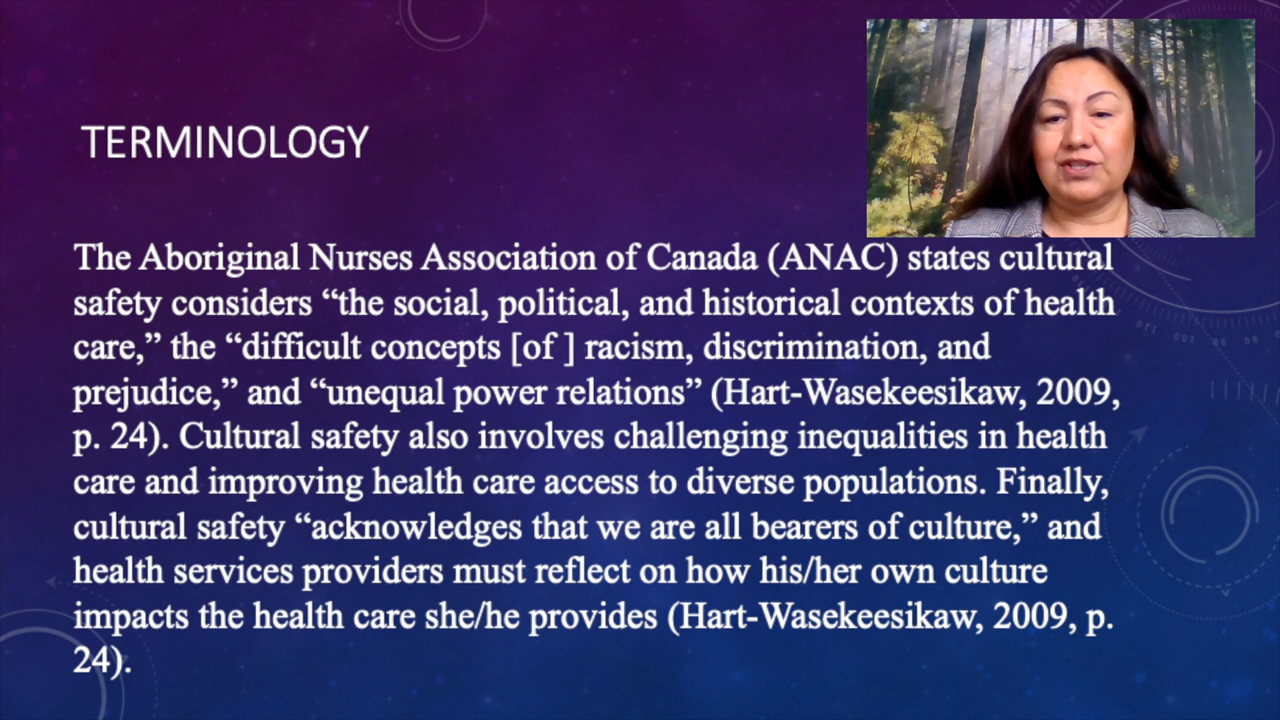 TERMINOLOGY
The Aboriginal Nurses Association of Canada (ANAC) states cultural
safety considers “the social, political, and historical contexts of health
care,” the “difficult concepts [of ] racism, discrimination, and
prejudice,” and “unequal power relations” (Hart-Wasekeesikaw, 2009,
p. 24). Cultural safety also involves challenging inequalities in health
care and improving health care access to diverse populations. Finally,
cultural safety “acknowledges that we are all bearers of culture,” and
health services providers must reflect on how his/her own culture
impacts the health care she/he provides (Hart-Wasekeesikaw, 2009, p.
24).